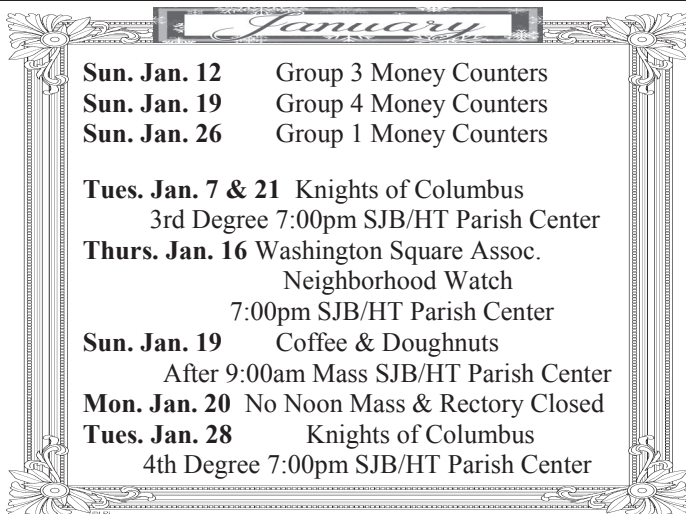 January
Sun. Jan. 12 Group 3 Money Counters
Sun. Jan. 19 Group 4 Money Counters
Sun. Jan. 26 Group 1 Money Counters
Tues. Jan. 7 & 21 Knights of Columbus
3rd Degree 7:00pm SJB/HT Parish Center
Thurs. Jan. 16 Washington Square Assoc.
Neighborhood Watch
7:00pm SJB/HT Parish Center
Sun. Jan. 19 Coffee & Doughnuts
After 9:00am Mass SJB/HT Parish Center
Mon. Jan. 20 No Noon Mass & Rectory Closed
Tues. Jan. 28 Knights of Columbus
4th Degree 7:00pm SJB/HT Parish Center